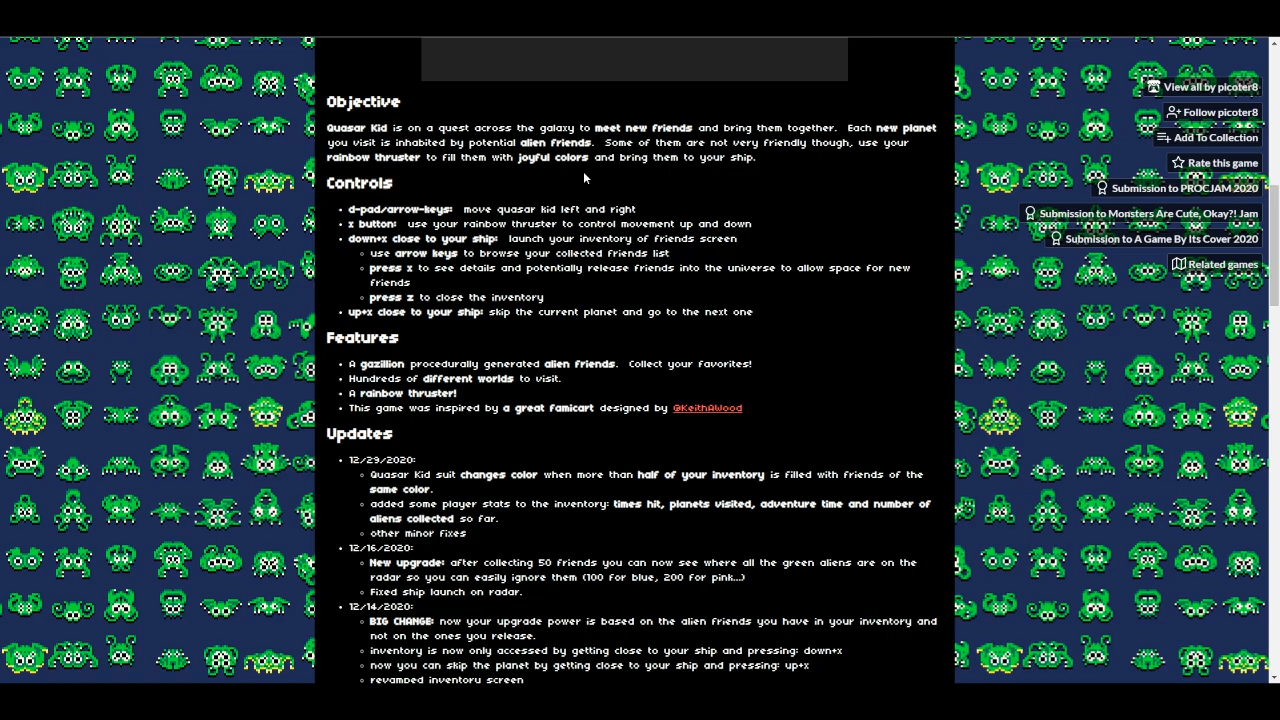 Objective
Quasar Kid is on a quest across the galaxy to meet new friends and bring them together. Each new planet
you visit is inhabited by potential alien friends. Some of them are not very friendly though, use your
rainbow thruster to fill them with joyful colors and bring them to your ship.
Controls
d-pad/arrow-keys: move quasar kid left and right
x button: use your rainbow thruster to control movement up and down
down+x close to your ship: launch your inventory of friends screen
use arrow keys to browse your collected friends list
press x to see details and potentially release friends into the universe to allow space for new
friends
press z to close the inventory
up+x close to your ship: skip the current planet and go to the next one
Features
A gazillion procedurally generated alien friends. Collect your favorites!
Hundreds of different worlds to visit.
A rainbow thruster!
This game was inspired by a great famicart designed by @KeithAWood
Updates
12/29/2020:
Quasar Kid suit changes color when more than half of your inventory is filled with friends of the
same color.
added some player stats to the inventory: times hit, planets visited, adventure time and number of
aliens collected so far.
other minor fixes
12/16/2020:
New upgrade: after collecting 50 friends you can now see where all the green aliens are on the
radar so you can easily ignore them (100 for blue, 200 for pink...)
Fixed ship launch on radar.
12/14/2020:
BIG CHANGE: now your upgrade power is based on the alien friends you have in your inventory and
not on the ones you release.
inventory is now only accessed by getting close to your ship and pressing: down+x
now you can skip the planet by getting close to your ship and pressing: up+x
revamped inventory screen
View all by picoter8
Follow picoter8
Add To Collection
Rate this game
Submission to PROCJAM 2020
Submission to Monsters Are Cute, Okay?! Jam
Submission to A Game By Its Cover 2020
Related games